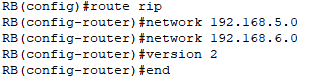 RB(config)#route rip
RB(config-router)#network 192.168.5.0
RB(config-router)#network 192.168.6.0
RB(config-router)#version 2
RB(config-router)#end